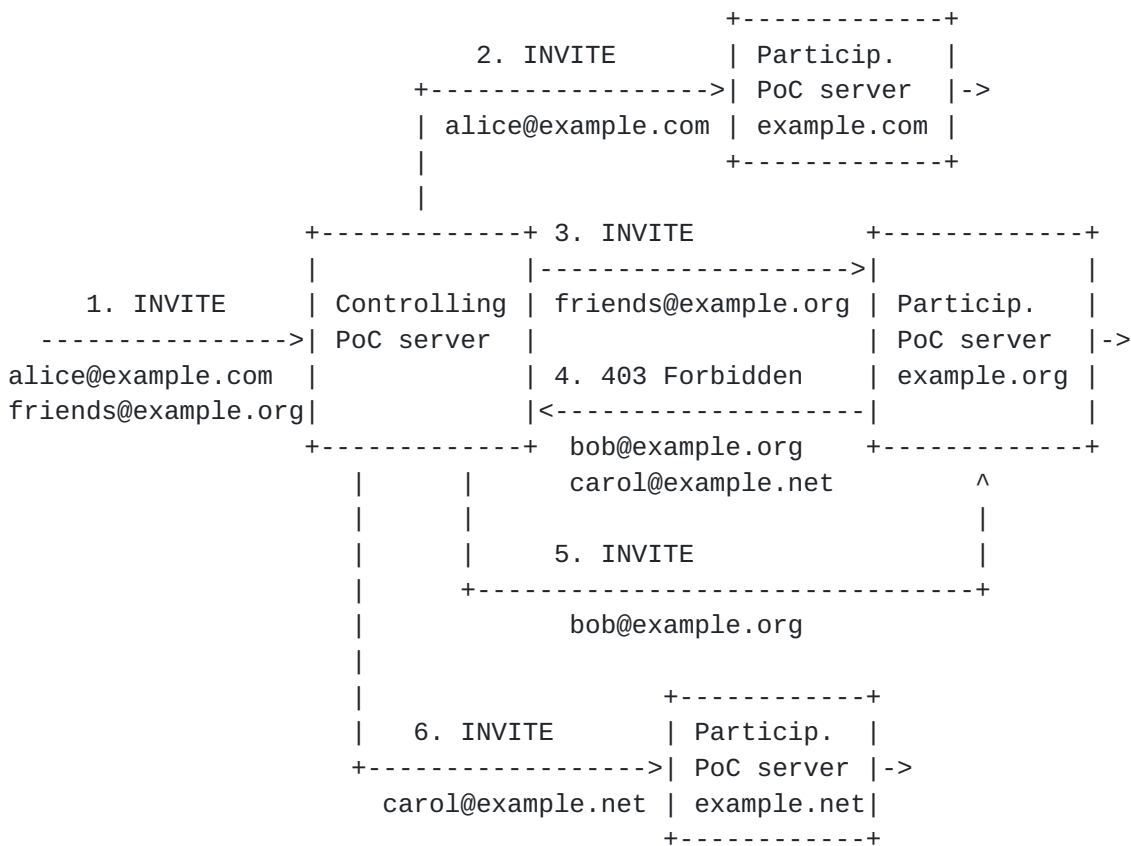 +-------------+
                              2. INVITE       | Particip.   |
                          +------------------>| PoC server  |->
                          | alice@example.com | example.com |
                          |                   +-------------+
                          |
                   +-------------+ 3. INVITE           +-------------+
                   |             |-------------------->|             |
     1. INVITE     | Controlling | friends@example.org | Particip.   |
  ---------------->| PoC server  |                     | PoC server  |->
alice@example.com  |             | 4. 403 Forbidden    | example.org |
friends@example.org|             |<--------------------|             |
                   +-------------+  bob@example.org    +-------------+
                      |      |      carol@example.net         ^
                      |      |                                |
                      |      |     5. INVITE                  |
                      |      +--------------------------------+
                      |             bob@example.org
                      |
                      |                   +------------+
                      |   6. INVITE       | Particip.  |
                      +------------------>| PoC server |->
                        carol@example.net | example.net|
                                          +------------+